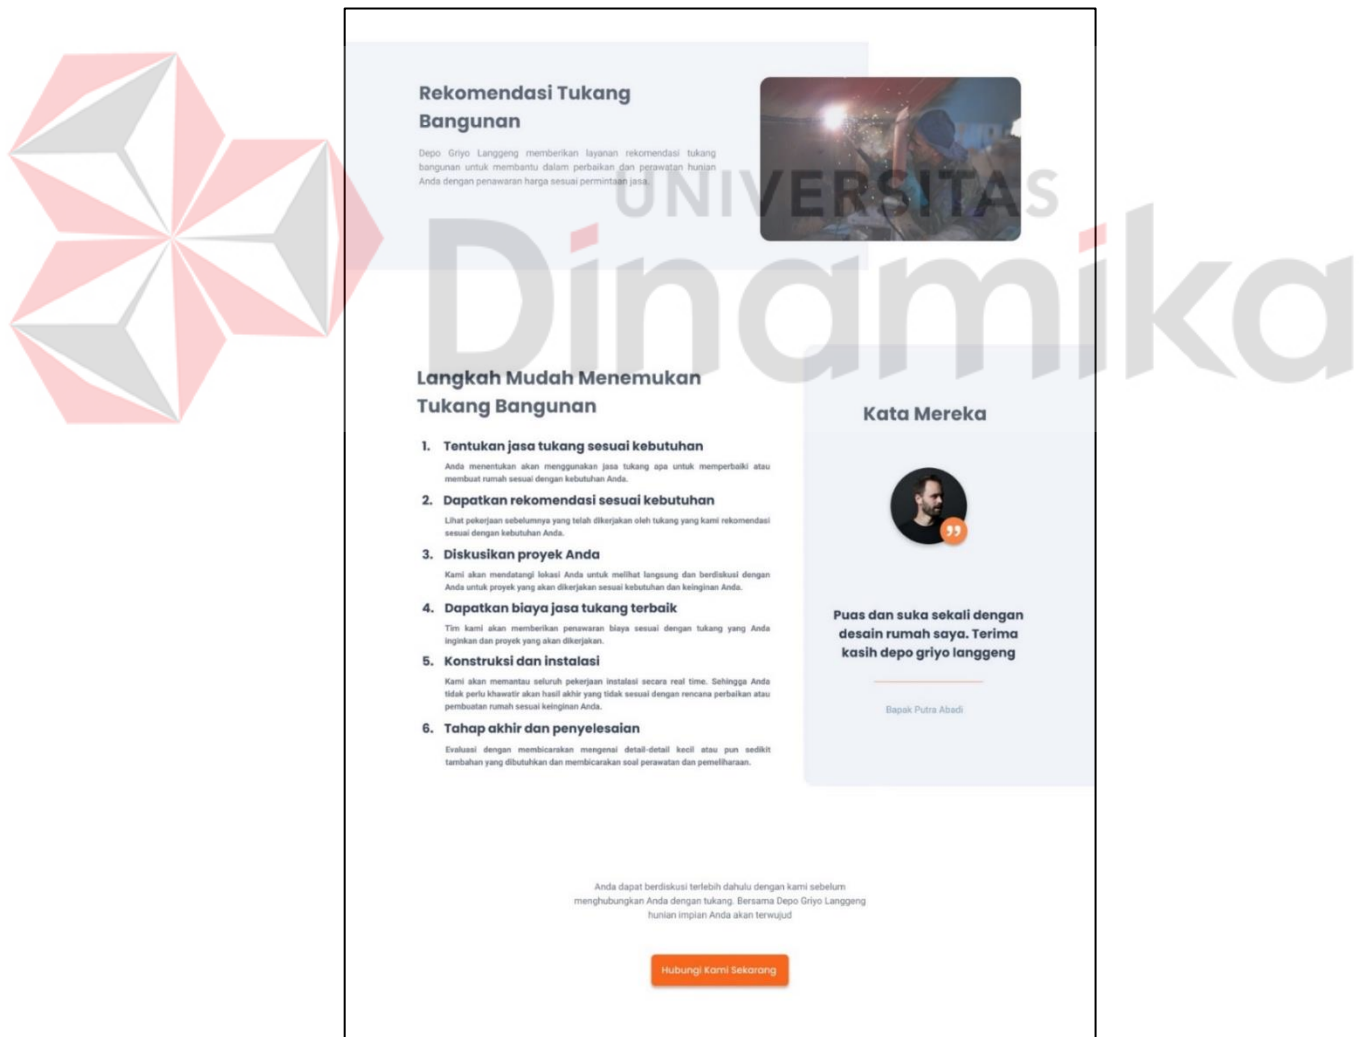 Rekomendasi Tukang
Bangunan
Depo Griyo Langgeng memberikan layanan rekomendasi tukang
bangunan untuk membantu dalam perbaikan dan perawatan hunian
Anda dengan penawaran harga sesuai permintaan jasa.
UNIVERSITAS
Dinamika
Langkah Mudah Menemukan
Tukang Bangunan
1. Tentukan jasa tukang sesuai kebutuhan
Anda menentukan akan menggunakan jasa tukang apa untuk memperbaiki atau
membuat rumah sesuai dengan kebutuhan Anda.
2. Dapatkan rekomendasi sesuai kebutuhan
Lihat pekerjaan sebelumnya yang telah dikerjakan oleh tukang yang kami rekomendasi
sesuai dengan kebutuhan Anda.
3. Diskusikan proyek Anda
Kami akan mendatangi lokasi Anda untuk melihat langsung dan berdiskusi dengan
Anda untuk proyek yang akan dikerjakan sesuai kebutuhan dan keinginan Anda.
4. Dapatkan biaya jasa tukang terbaik
Tim kami akan memberikan penawaran biaya sesuai dengan tukang yang Anda
inginkan dan proyek yang akan dikerjakan.
5. Konstruksi dan instalasi
Kami akan memantau seluruh pekerjaan instalasi secara real time. Sehingga Anda
tidak perlu khawatir akan hasil akhir yang tidak sesuai dengan rencana perbaikan atau
pembuatan rumah sesuai keinginan Anda.
6. Tahap akhir dan penyelesaian
Evaluasi dengan membicarakan mengenai detail-detail kecil atau pun sedikit
tambahan yang dibutuhkan dan membicarakan soal perawatan dan pemeliharaan.
Kata Mereka
Puas dan suka sekali dengan
desain rumah saya. Terima
kasih depo griyo langgeng
Bapak Putra Abadi
Anda dapat berdiskusi terlebih dahulu dengan kami sebelum
menghubungkan Anda dengan tukang. Bersama Depo Griyo Langgeng
hunian impian Anda akan terwujud
Hubungi Kami Sekarang